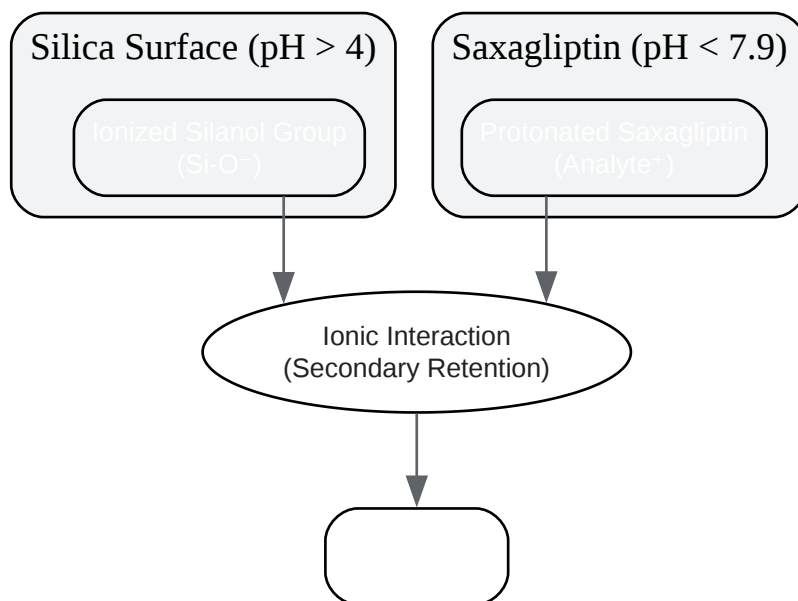 Silica Surface (pH > 4)
Saxagliptin (pH < 7.9)
Ionized Silanol Group
(Si-O⁻)
Protonated Saxagliptin
(Analyte⁺)
Ionic Interaction
(Secondary Retention)